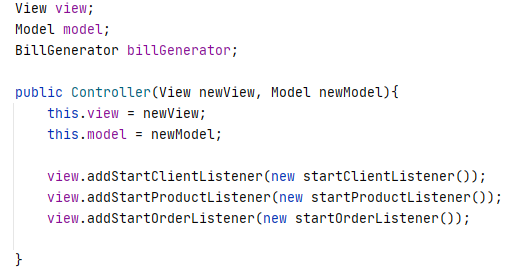 View view;
Model model;
BillGenerator billGenerator;
public Controller(View newView, Model newModel){
this.view = newView;
this.model = newModel;
view.addStartClientListener(new startClientListener());
view.addStartProductListener(new startProductListener());
view.addStartOrderListener(new startOrderListener());
}